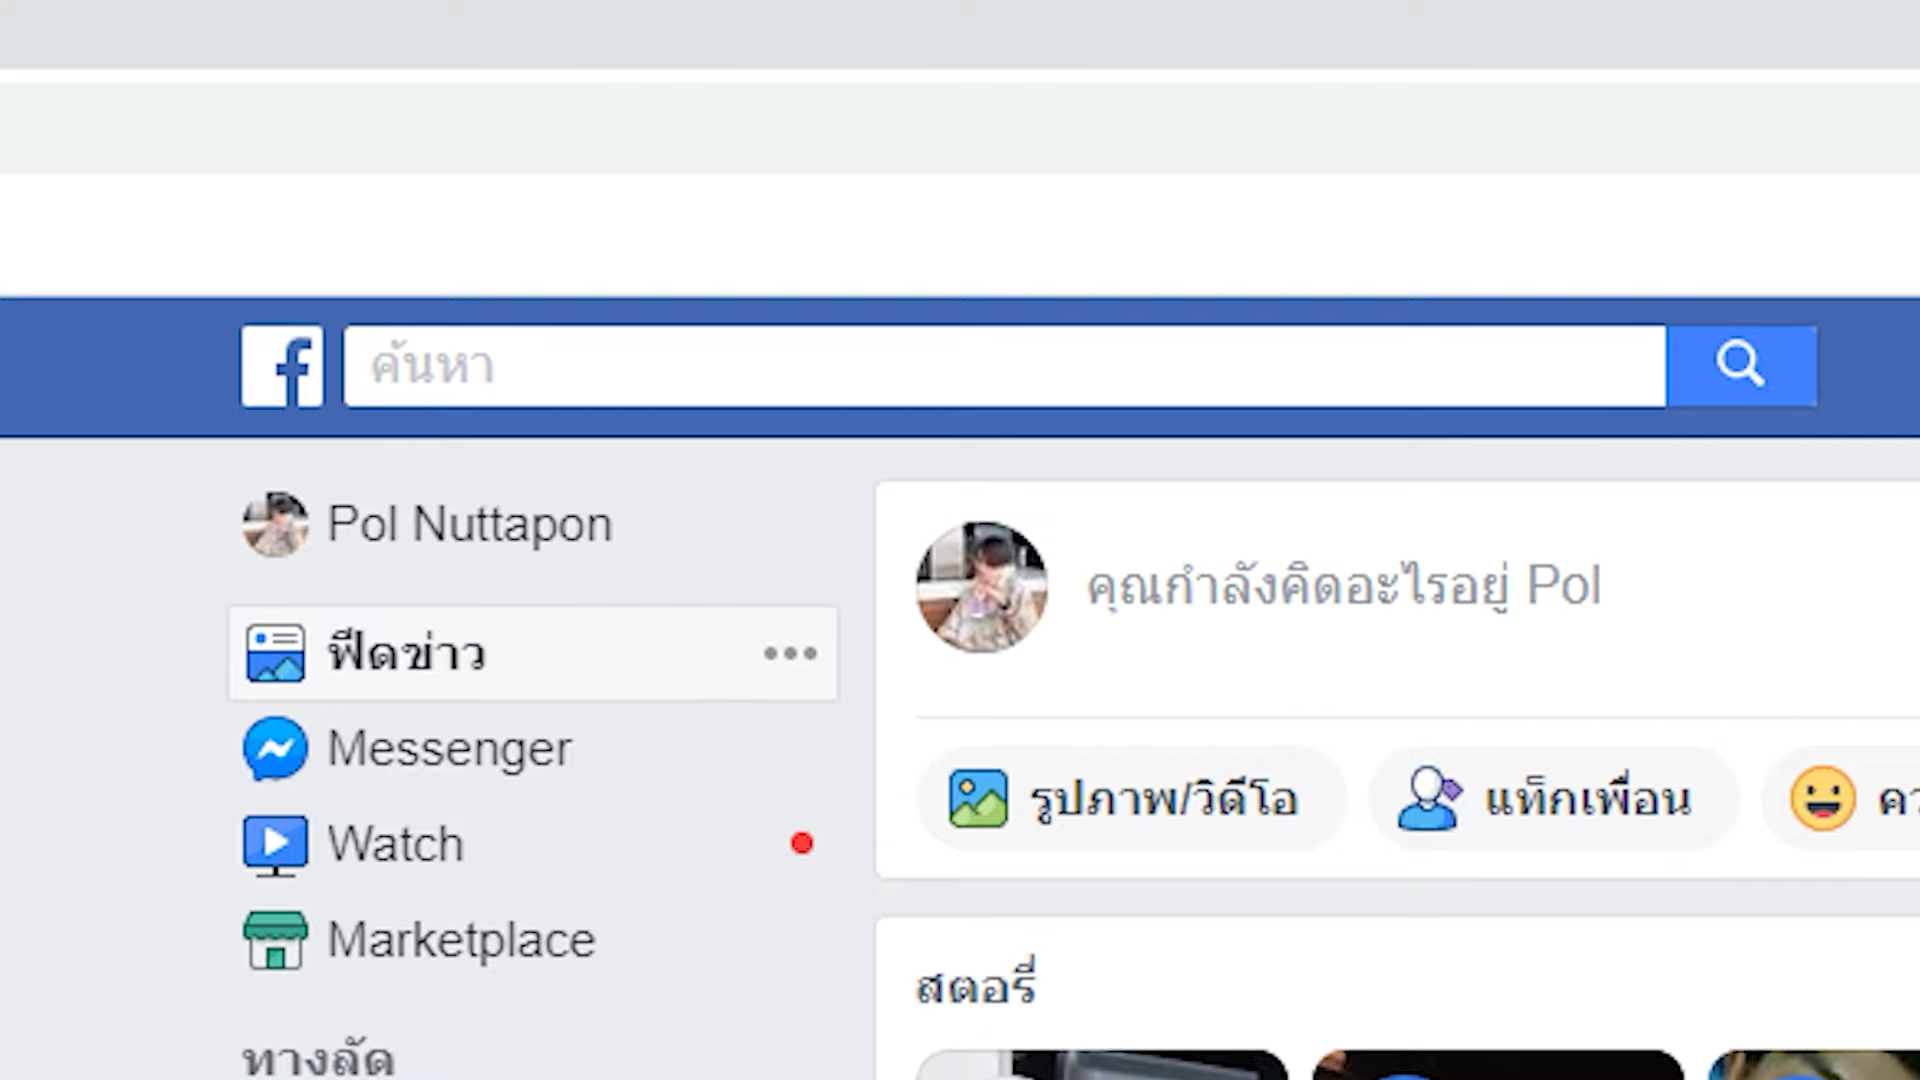 ค้นหา
Pol Nuttapon
คุณกำลังคิดอะไรอยู่ Pol
ฟีดข่าว
Messenger
รูปภาพ/วิดีโอ
แท็กเพื่อน
Watch
Marketplace
สตอรี่
ทางลัด